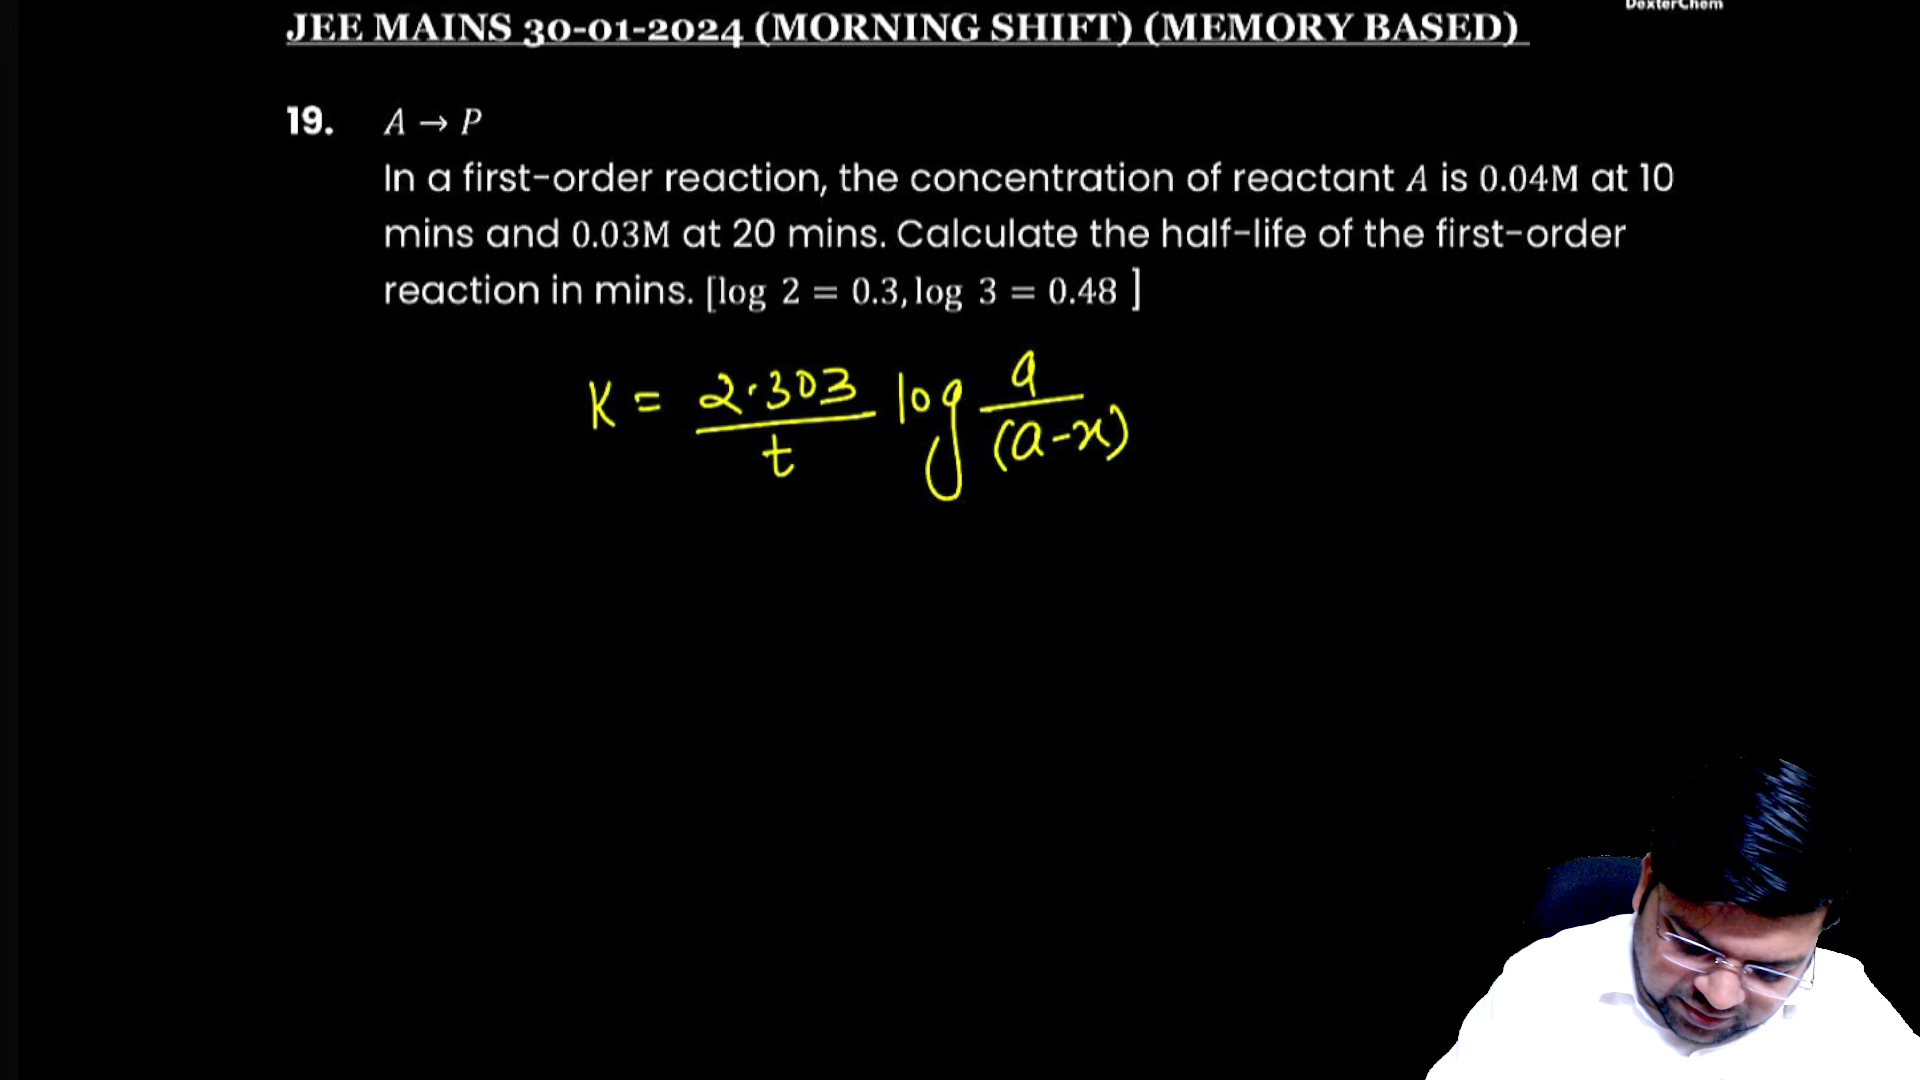 DexterChem
JEE MAINS 30-01-2024 (MORNING SHIFT) (MEMORY BASED)
19. A → P
In a first-order reaction, the concentration of reactant A is 0.04M at 10
mins and 0.03M at 20 mins. Calculate the half-life of the first-order
reaction in mins. [log 2 = 0.3, log 3 = 0.48 ]
K = 2.303/t log a/(a-x)